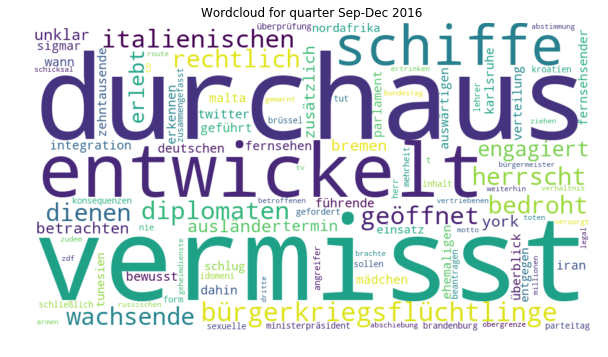 Wordcloud for quarter Sep-Dec 2016
unklar italienischen nordafrika überprüfung abstimmung
sigmar rechtlich schiffe
wann route co erlebt zusätzlich kroatien
schicksal zehntausende erkennen zusammengefasst malta gewarnt tut parlament ertrinken bundestag auswärtigen karlsruhe lehrer verteilung ziehen fernsehsender
twitter
geführt brüssel
durchaus
integration deutschen fernsehen bremen mehrheit t bürgermeister engagiert
tv herr inhalt weiterhin verhältnis
entwickelt herrscht
konsequenzen betroffenen vertriebenen
dienen diplomaten gefordert führende geöffnet york toten versorgt bedroht
betrachten nie ausländertermin einsatz motto
zudem ehemaligen überblick entgegen legal
vermisst
zdf tunesien bewusst geheimdienste schlug idomeni angreifer brachte sollen beantragen millionen iran
dahin dritte mädchen
schließlich russischen form
wachsende bürgerkriegsflüchtlinge
armen sexuelle ministerpräsident abschiebung brandenburg obergrenze parteitag